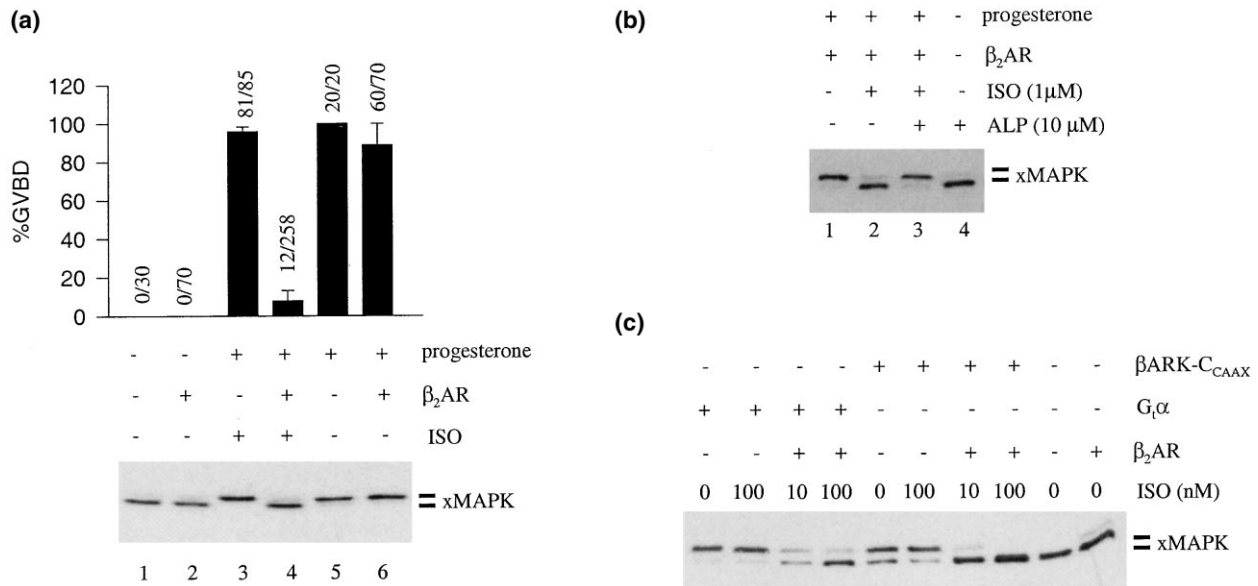 (a)
%GVBD
120
100
80
60
40
20
0
0/30
0/70
81/85
12/258
20/20
60/70
- - + + + + progesterone
- + - + - + β₂AR
- - + + - - ISO
xMAPK
1 2 3 4 5 6
(b)
+ + + - progesterone
+ + + - β₂AR
- + + - ISO (1μM)
- - + + ALP (10 μM)
xMAPK
1 2 3 4
(c)
- - - - + + + + - - βARK-C_CAAX
+ + + + - - - - - - GₜΑ
- - + + - - + + - + β₂AR
0 100 10 100 0 100 10 100 0 0 ISO (nM)
xMAPK